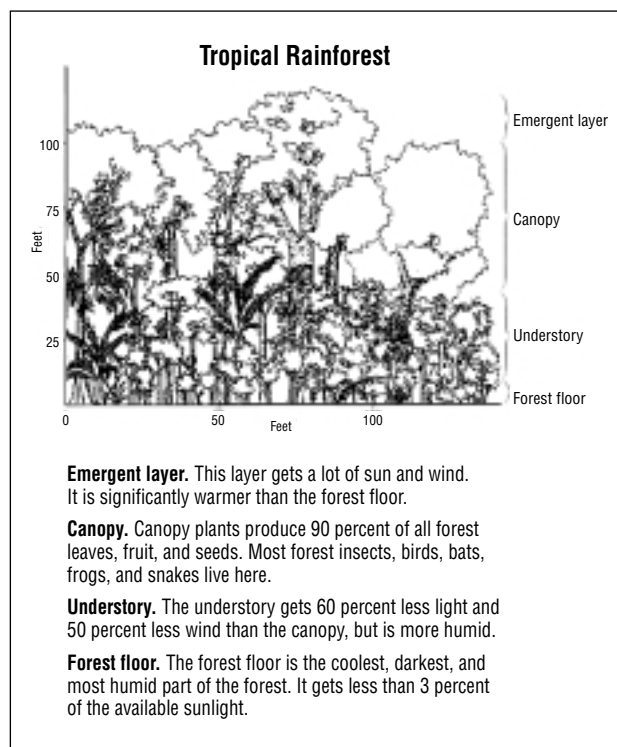 Tropical Rainforest
Emergent layer
100
Canopy
75
Feet
50
Understory
25
Forest floor
0
50
100
Feet
Emergent layer. This layer gets a lot of sun and wind.
It is significantly warmer than the forest floor.
Canopy. Canopy plants produce 90 percent of all forest
leaves, fruit, and seeds. Most forest insects, birds, bats,
frogs, and snakes live here.
Understory. The understory gets 60 percent less light and
50 percent less wind than the canopy, but is more humid.
Forest floor. The forest floor is the coolest, darkest, and
most humid part of the forest. It gets less than 3 percent
of the available sunlight.